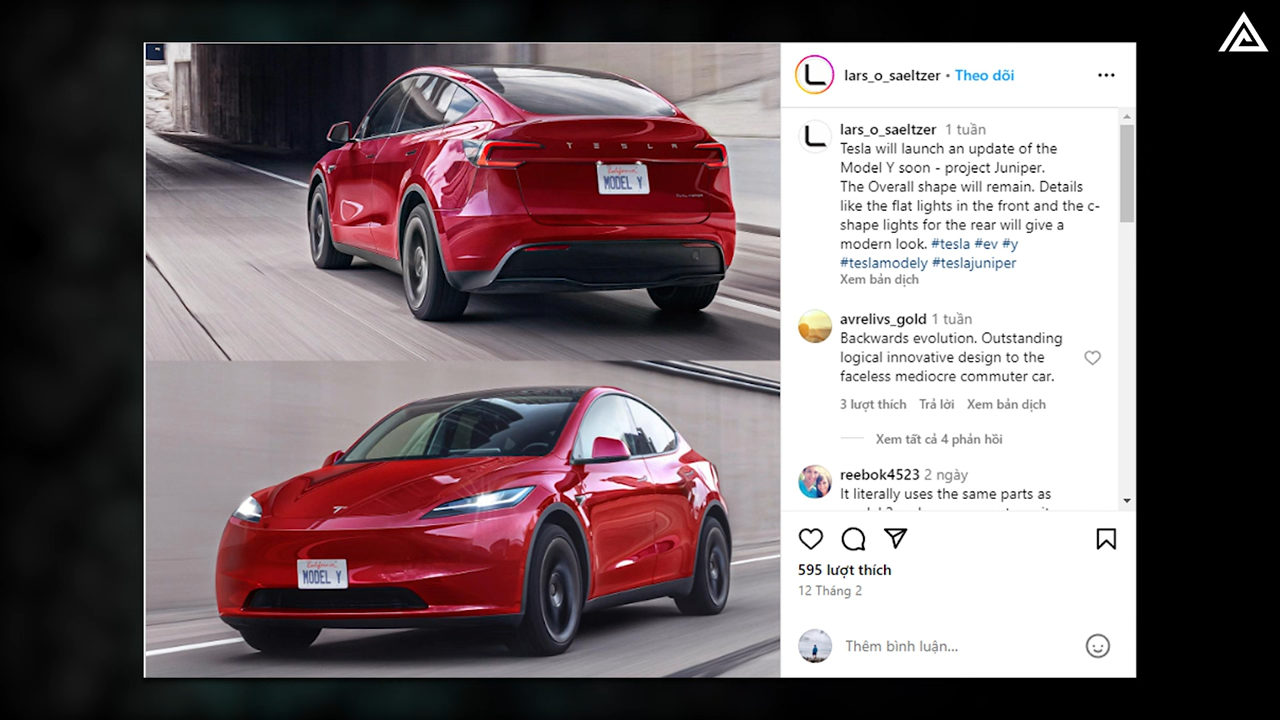 TESLA
California
MODEL Y
California
MODEL Y
lars_o_saeltzer • Theo dõi
lars_o_saeltzer 1 tuần
Tesla will launch an update of the
Model Y soon - project Juniper.
The Overall shape will remain. Details
like the flat lights in the front and the c-
shape lights for the rear will give a
modern look. #tesla #ev #y
#teslamodely #teslajuniper
Xem bản dịch
avrelivs_gold 1 tuần
Backwards evolution. Outstanding
logical innovative design to the
faceless mediocre commuter car.
3 lượt thích Trả lời Xem bản dịch
Xem tất cả 4 phản hồi
reebok4523 2 ngày
It literally uses the same parts as
595 lượt thích
12 Tháng 2
Thêm bình luận...